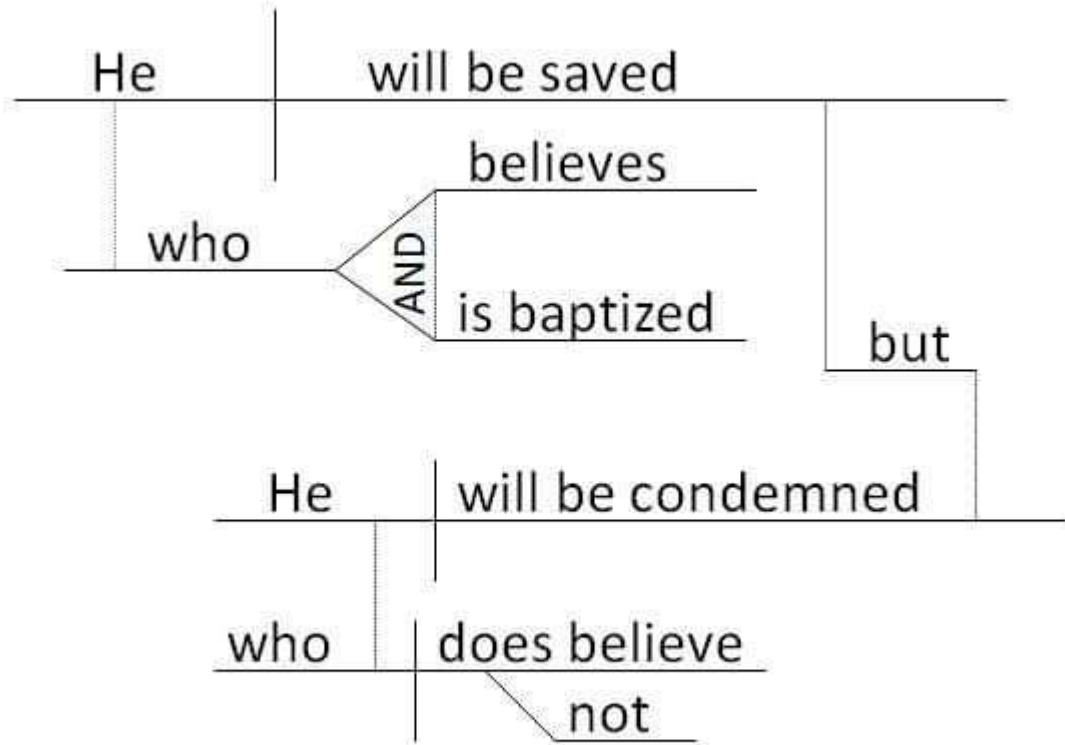 He will be saved
believes
who
AND
is baptized
but
He will be condemned
who does believe
not